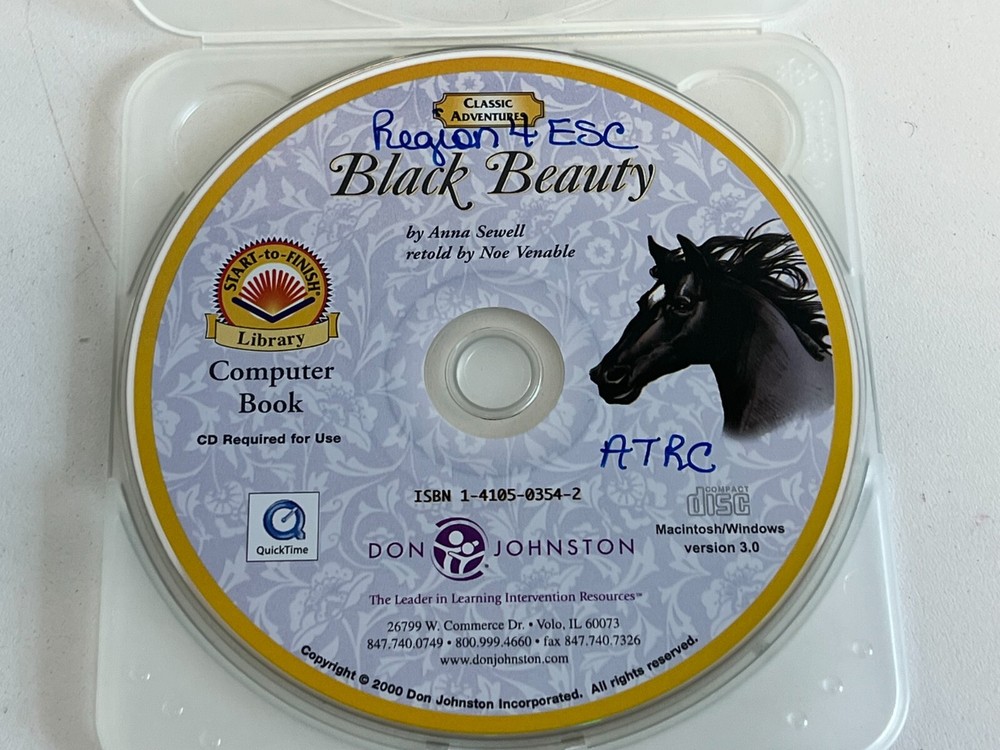 CLASSIC
ADVENTURES
Region 4 ESC
Black Beauty
by Anna Sewell
retold by Noe Venable
START-to-FINISH®
Library
Computer
Book
CD Required for Use
ATRC
ISBN 1-4105-0354-2
COMPACT
disc
Macintosh/Windows
version 3.0
QuickTime
DON JOHNSTON®
The Leader in Learning Intervention Resources℠
26799 W. Commerce Dr. • Volo, IL 60073
847.740.0749 • 800.999.4660 • fax 847.740.7326
www.donjohnston.com
Copyright © 2000 Don Johnston Incorporated. All rights reserved.